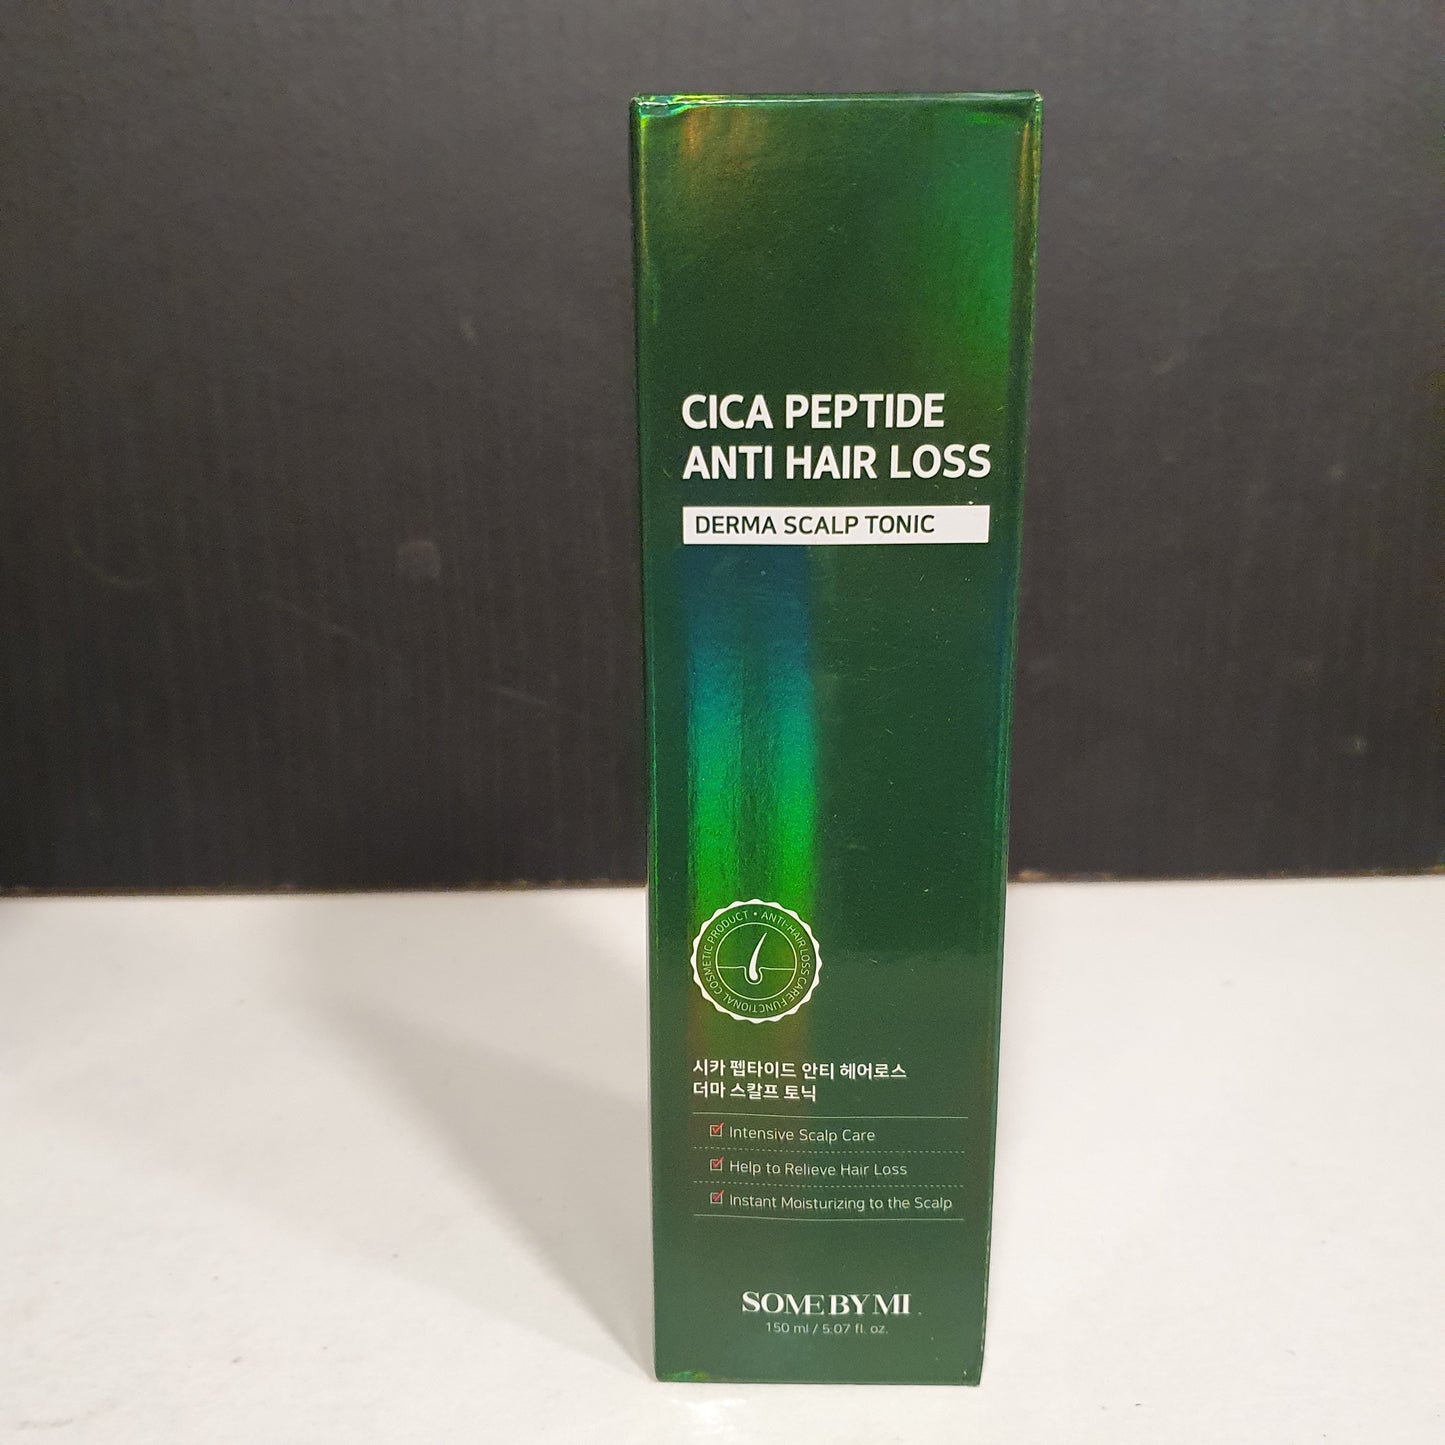 CICA PEPTIDE
ANTI HAIR LOSS
DERMA SCALP TONIC
ANTI-HAIR LOSS CARE FUNCTIONAL COSMETIC PRODUCT •
시카 펩타이드 안티 헤어로스
더마 스칼프 토닉
Intensive Scalp Care
Help to Relieve Hair Loss
Instant Moisturizing to the Scalp
SOME BY MI
150 ml / 5.07 fl. oz.